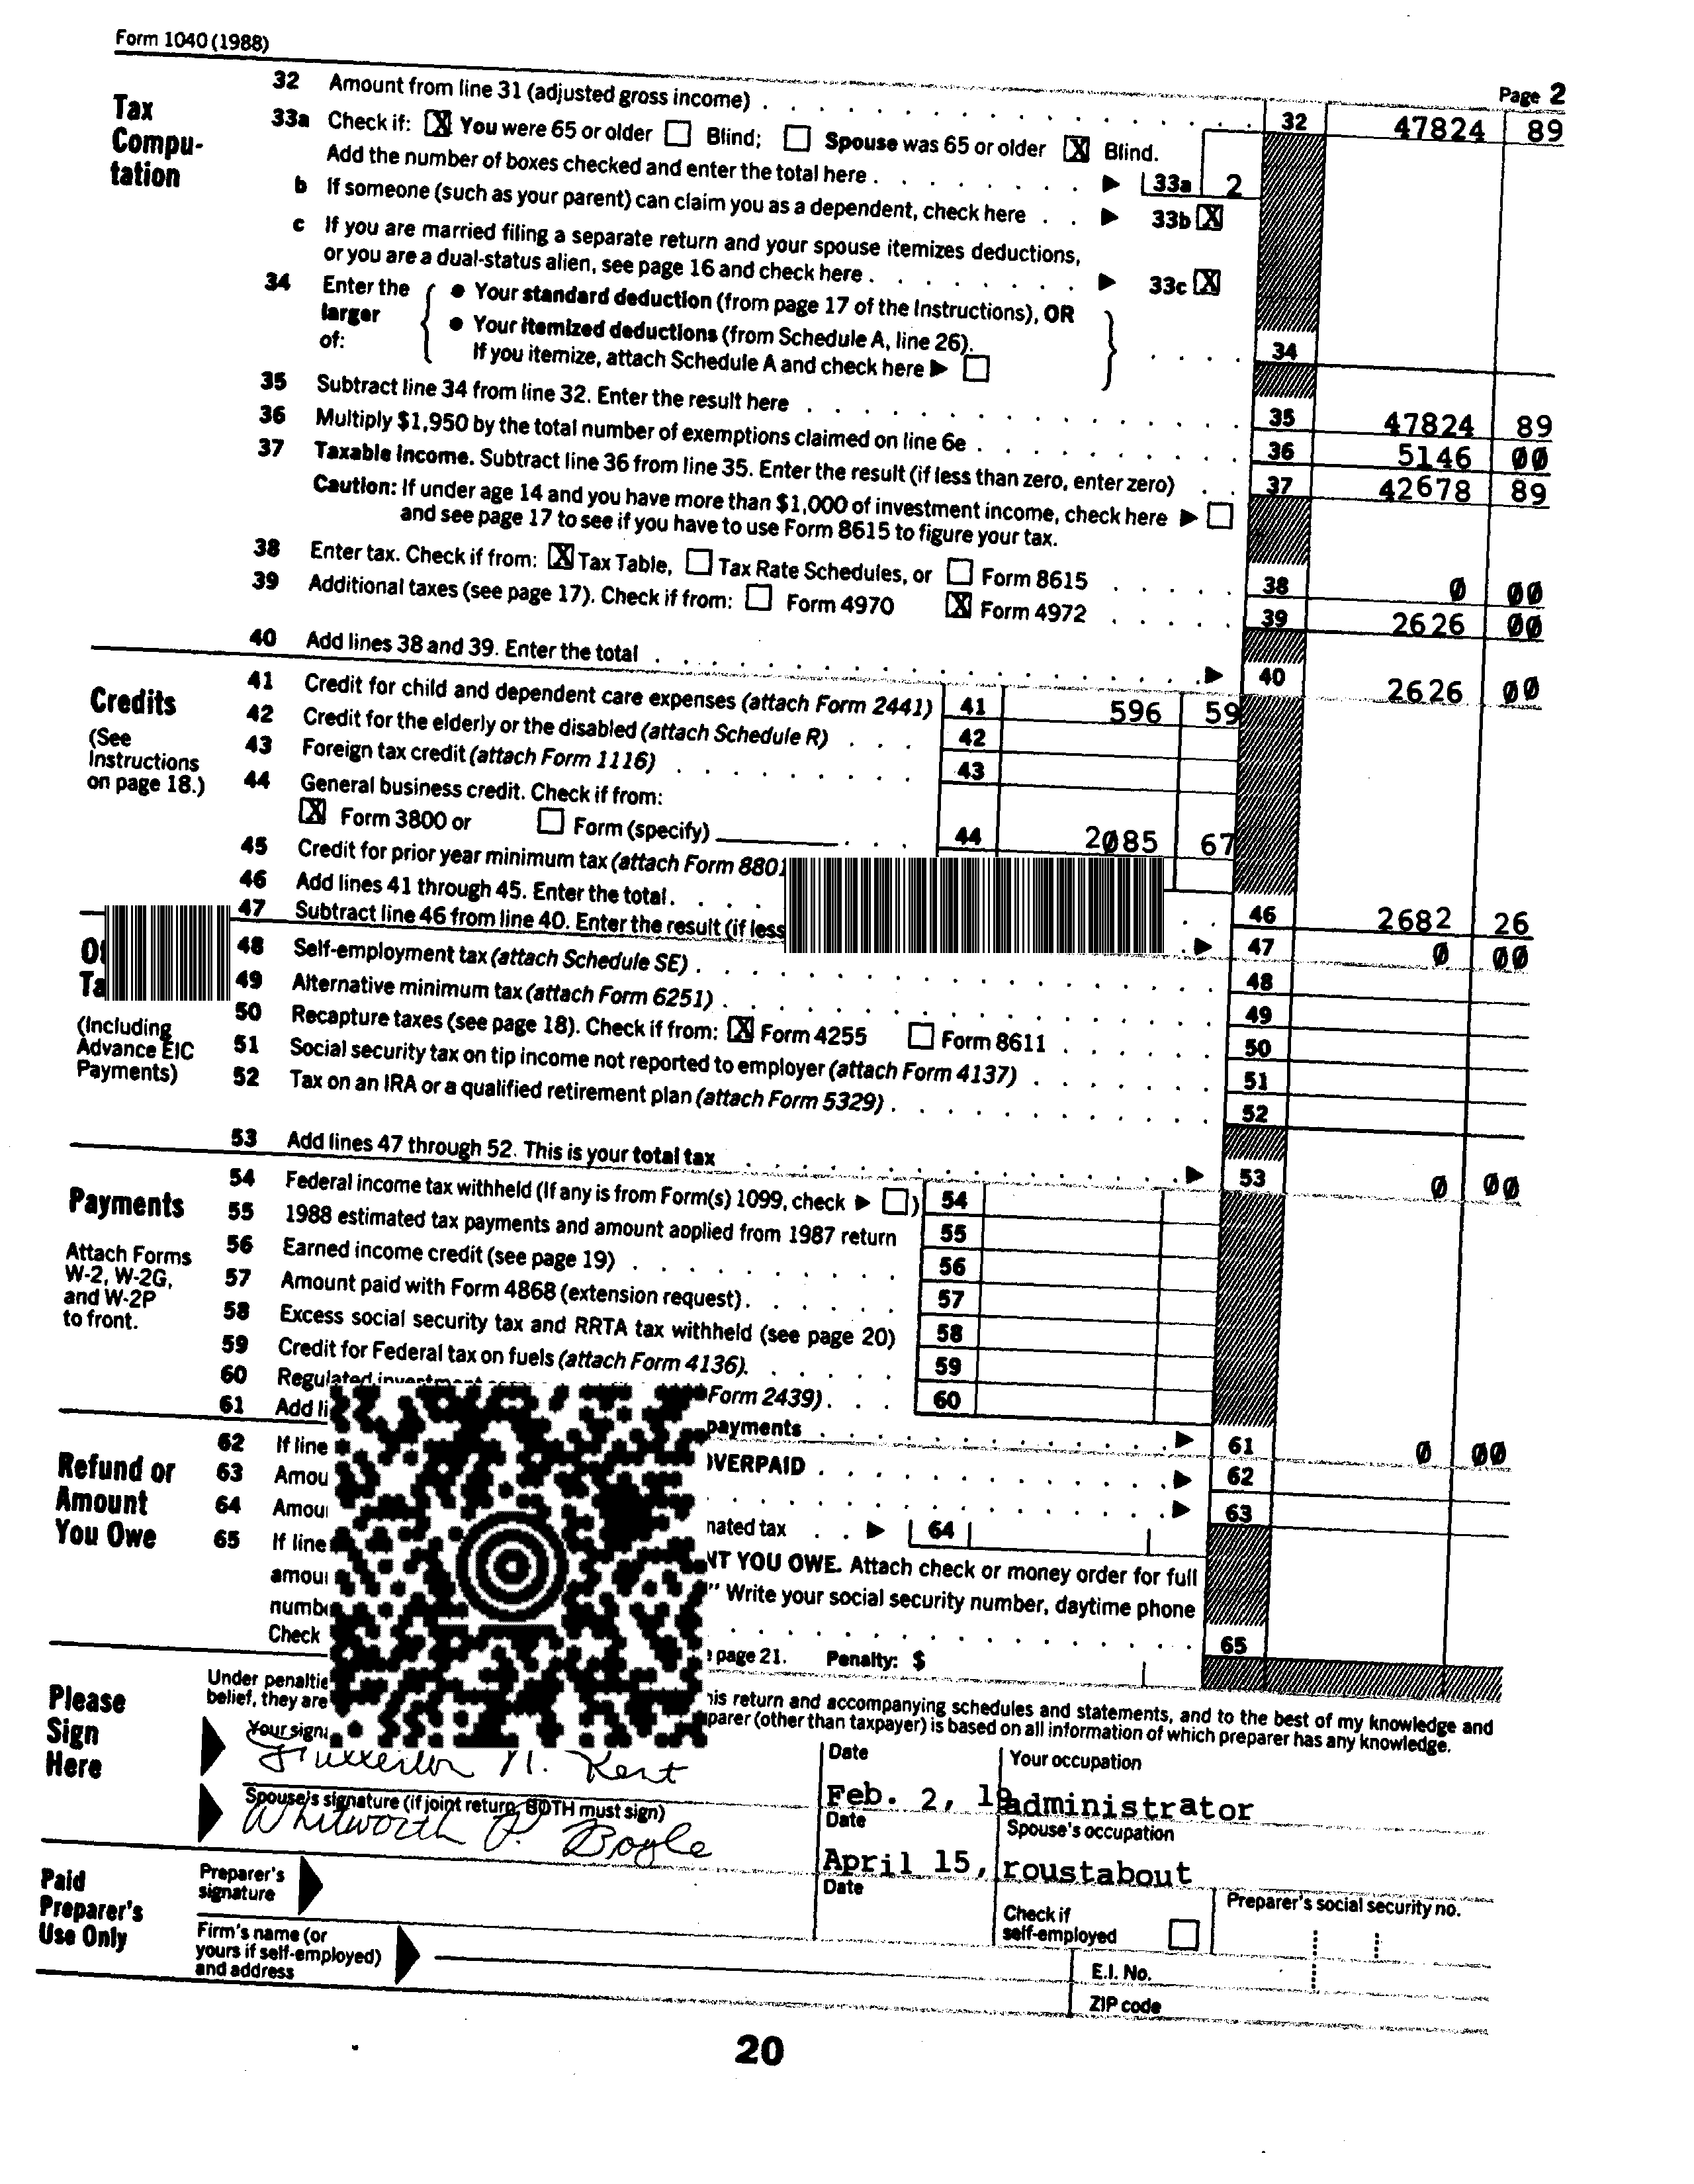 Form 1040 (1988)
Page 2
Tax
Compu-
tation
32 Amount from line 31 (adjusted gross income) . . . 32 47824 89
33a Check if: [X] You were 65 or older [ ] Blind; [ ] Spouse was 65 or older [X] Blind.
Add the number of boxes checked and enter the total here . . . ▶ 33a 2
b If someone (such as your parent) can claim you as a dependent, check here . . ▶ 33b [X]
c If you are married filing a separate return and your spouse itemizes deductions,
or you are a dual-status alien, see page 16 and check here . . . ▶ 33c [X]
34 Enter the larger of: { • Your standard deduction (from page 17 of the Instructions), OR
• Your itemized deductions (from Schedule A, line 26).
If you itemize, attach Schedule A and check here ▶ [ ] } . . . . 34
35 Subtract line 34 from line 32. Enter the result here . . . 35 47824 89
36 Multiply $1,950 by the total number of exemptions claimed on line 6e . . . 36 5146 00
37 Taxable income. Subtract line 36 from line 35. Enter the result (if less than zero, enter zero) . . 37 42678 89
Caution: If under age 14 and you have more than $1,000 of investment income, check here ▶ [ ]
and see page 17 to see if you have to use Form 8615 to figure your tax.
38 Enter tax. Check if from: [X] Tax Table, [ ] Tax Rate Schedules, or [ ] Form 8615 . . . 38 0 00
39 Additional taxes (see page 17). Check if from: [ ] Form 4970 [X] Form 4972 . . . 39 2626 00
40 Add lines 38 and 39. Enter the total . . . ▶ 40 2626 00
Credits
(See
Instructions
on page 18.)
41 Credit for child and dependent care expenses (attach Form 2441) 41 596 59
42 Credit for the elderly or the disabled (attach Schedule R) . . . 42
43 Foreign tax credit (attach Form 1116) . . . 43
44 General business credit. Check if from:
[X] Form 3800 or [ ] Form (specify) . . . 44 2085 67
45 Credit for prior year minimum tax (attach Form 8801
46 Add lines 41 through 45. Enter the total . . . 46 2682 26
47 Subtract line 46 from line 40. Enter the result (if less ▶ 47 0 00
(Including
Advance EIC
Payments)
48 Self-employment tax (attach Schedule SE) . . . 48
49 Alternative minimum tax (attach Form 6251) . . . 49
50 Recapture taxes (see page 18). Check if from: [X] Form 4255 [ ] Form 8611 . . . 50
51 Social security tax on tip income not reported to employer (attach Form 4137) . . . 51
52 Tax on an IRA or a qualified retirement plan (attach Form 5329) . . . 52
53 Add lines 47 through 52. This is your total tax . . . ▶ 53 0 00
Payments
Attach Forms
W-2, W-2G,
and W-2P
to front.
54 Federal income tax withheld (If any is from Form(s) 1099, check ▶ [ ]) 54
55 1988 estimated tax payments and amount applied from 1987 return 55
56 Earned income credit (see page 19) . . . 56
57 Amount paid with Form 4868 (extension request) . . . 57
58 Excess social security tax and RRTA tax withheld (see page 20) 58
59 Credit for Federal tax on fuels (attach Form 4136) . . . 59
60 Regulated Form 2439) . . . 60
61 Add payments . . . ▶ 61 0 00
Refund or
Amount
You Owe
62 If line OVERPAID . . . ▶ 62
63 . . . ▶ 63
64 tax . . ▶ 64
65 If line YOU OWE. Attach check or money order for full
" Write your social security number, daytime phone
. . . 65
Check page 21. Penalty: $
Please
Sign
Here
Under
belief, they are this return and accompanying schedules and statements, and to the best of my knowledge and
(other than taxpayer) is based on all information of which preparer has any knowledge.
Your
N. Kent
Date
Feb. 2, 19
Your occupation
administrator
Spouse's signature (if joint return, BOTH must sign)
Whitworth P. Boyle
Date
April 15,
Spouse's occupation
roustabout
Paid
Preparer's
Use Only
Preparer's
signature
Date
Check if
self-employed [ ]
Preparer's social security no.
Firm's name (or
yours if self-employed)
and address
E.I. No.
ZIP code
20